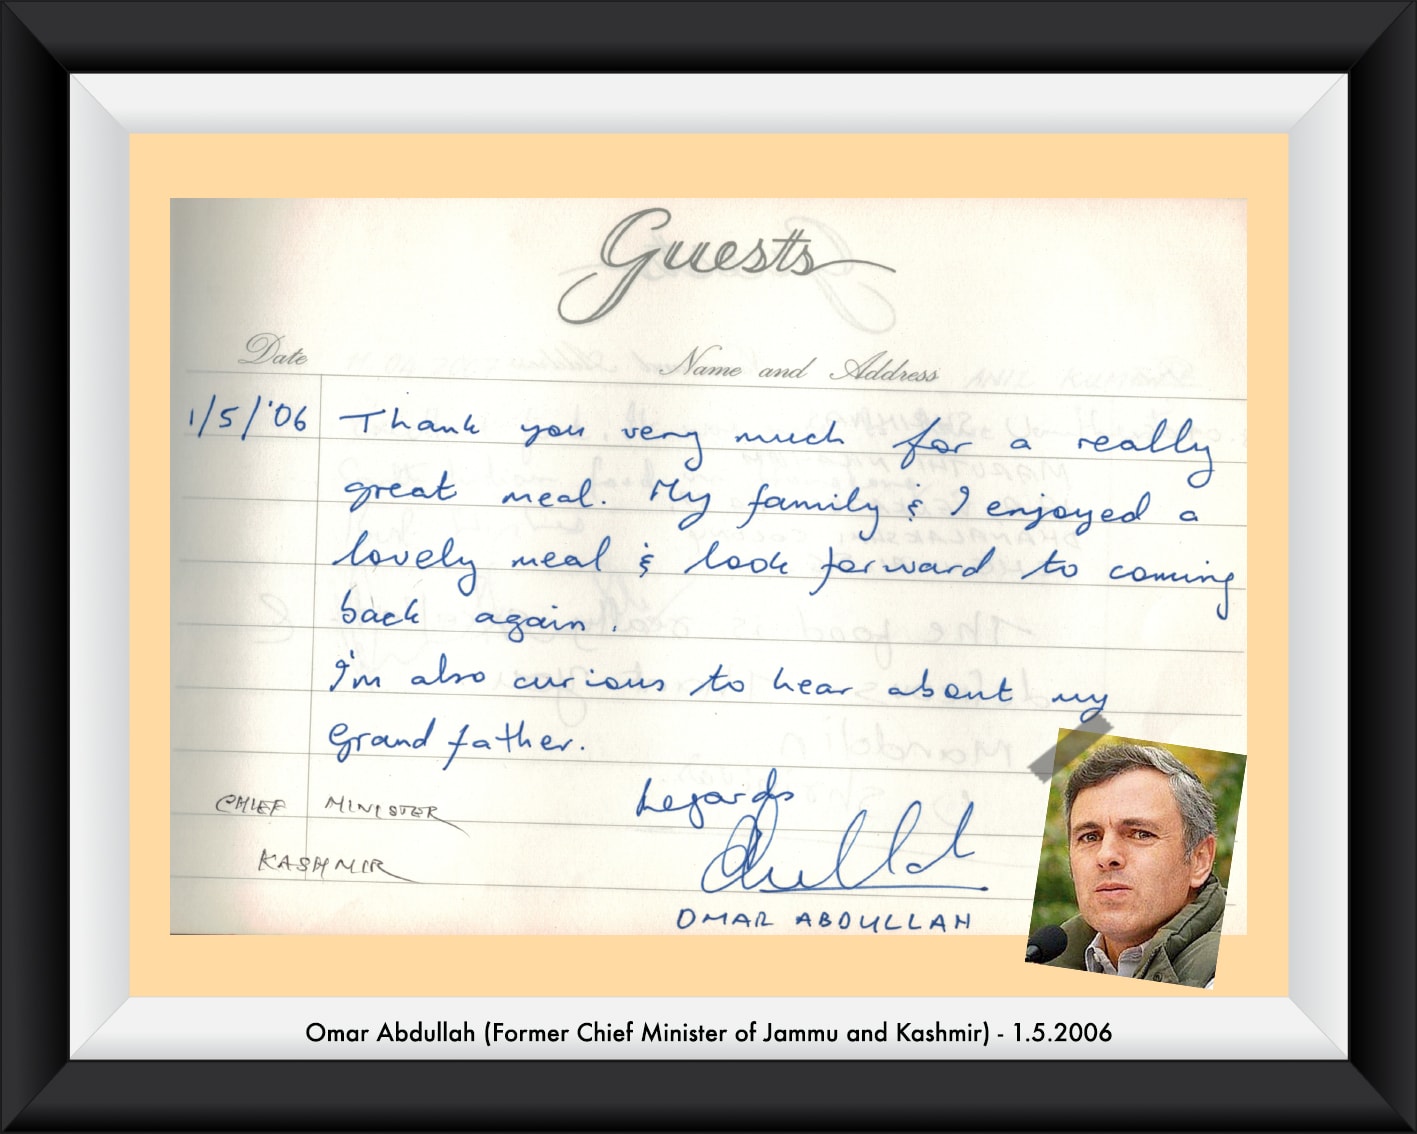 Guests
Date Name and Address
1/5/'06 Thank you very much for a really
great meal. My family & I enjoyed a
lovely meal & look forward to coming
back again.
I'm also curious to hear about my
Grand father.
Regards
CHIEF MINISTER
KASHMIR
OMAR ABDULLAH
Omar Abdullah (Former Chief Minister of Jammu and Kashmir) - 1.5.2006